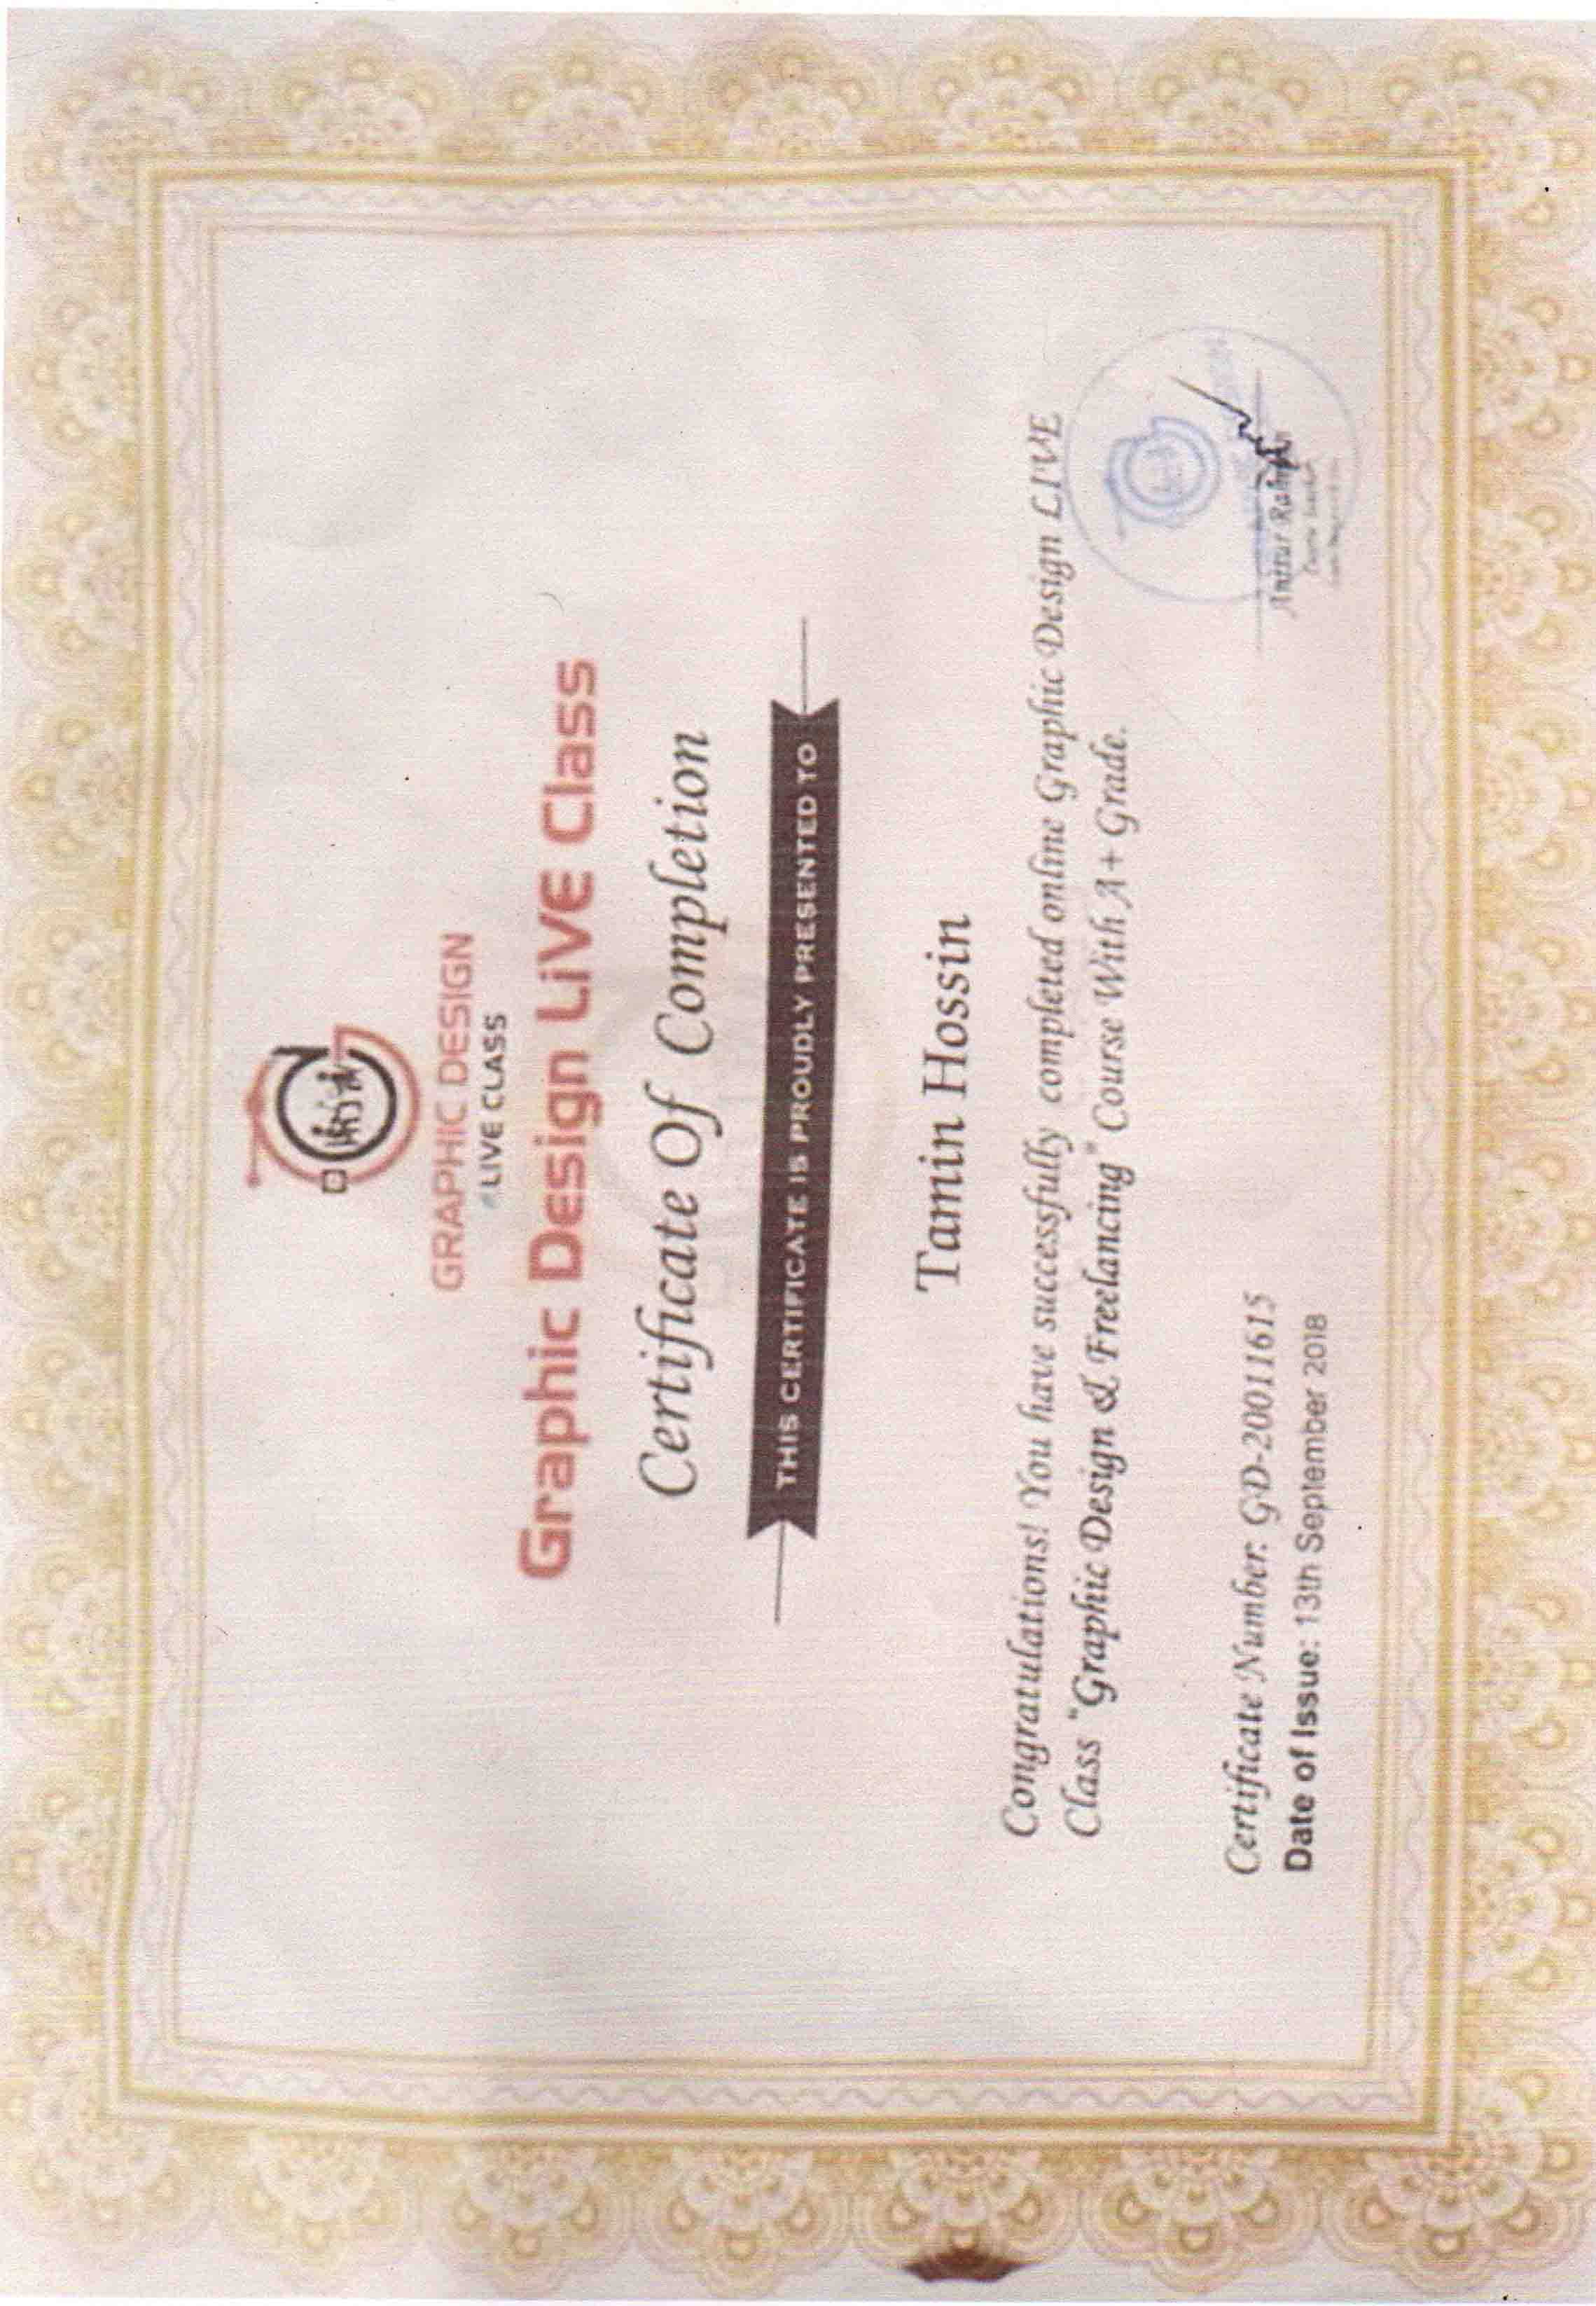 GRAPHIC DESIGN
LIVE CLASS
Graphic Design LiVE Class
Certificate Of Completion
THIS CERTIFICATE IS PROUDLY PRESENTED TO
Tamin Hossin
Congratulations! You have successfully completed online Graphic Design LIVE
Class "Graphic Design & Freelancing" Course With A+ Grade.
Certificate Number: GD-20011615
Date of Issue: 13th September 2018
Rahman